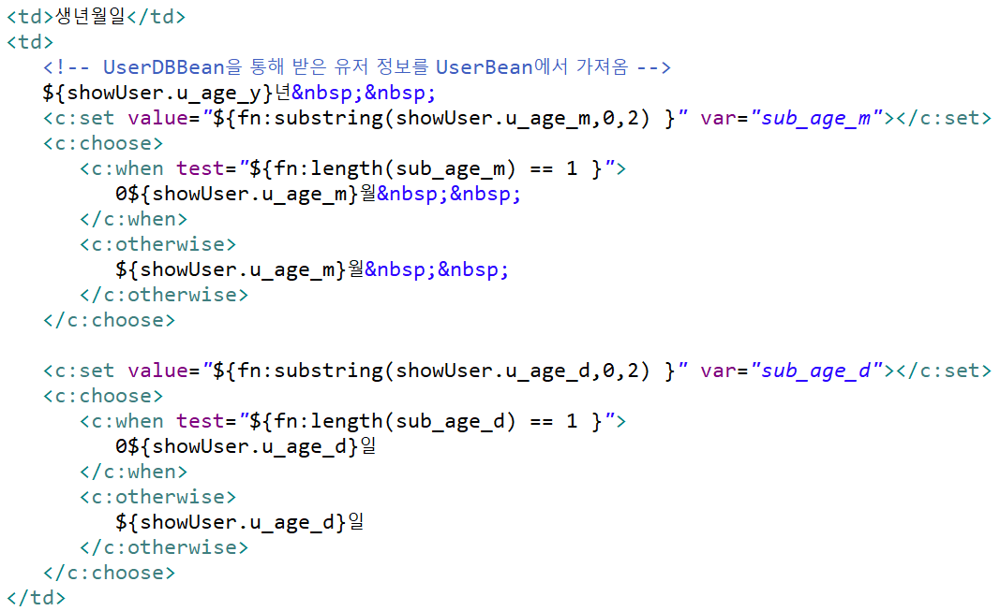 <td>생년월일</td>
<td>
<!-- UserDBBean을 통해 받은 유저 정보를 UserBean에서 가져옴 -->
${showUser.u_age_y}년&nbsp;&nbsp;
<c:set value="${fn:substring(showUser.u_age_m,0,2) }" var="sub_age_m"></c:set>
<c:choose>
<c:when test="${fn:length(sub_age_m) == 1 }">
0${showUser.u_age_m}월&nbsp;&nbsp;
</c:when>
<c:otherwise>
${showUser.u_age_m}월&nbsp;&nbsp;
</c:otherwise>
</c:choose>
<c:set value="${fn:substring(showUser.u_age_d,0,2) }" var="sub_age_d"></c:set>
<c:choose>
<c:when test="${fn:length(sub_age_d) == 1 }">
0${showUser.u_age_d}일
</c:when>
<c:otherwise>
${showUser.u_age_d}일
</c:otherwise>
</c:choose>
</td>